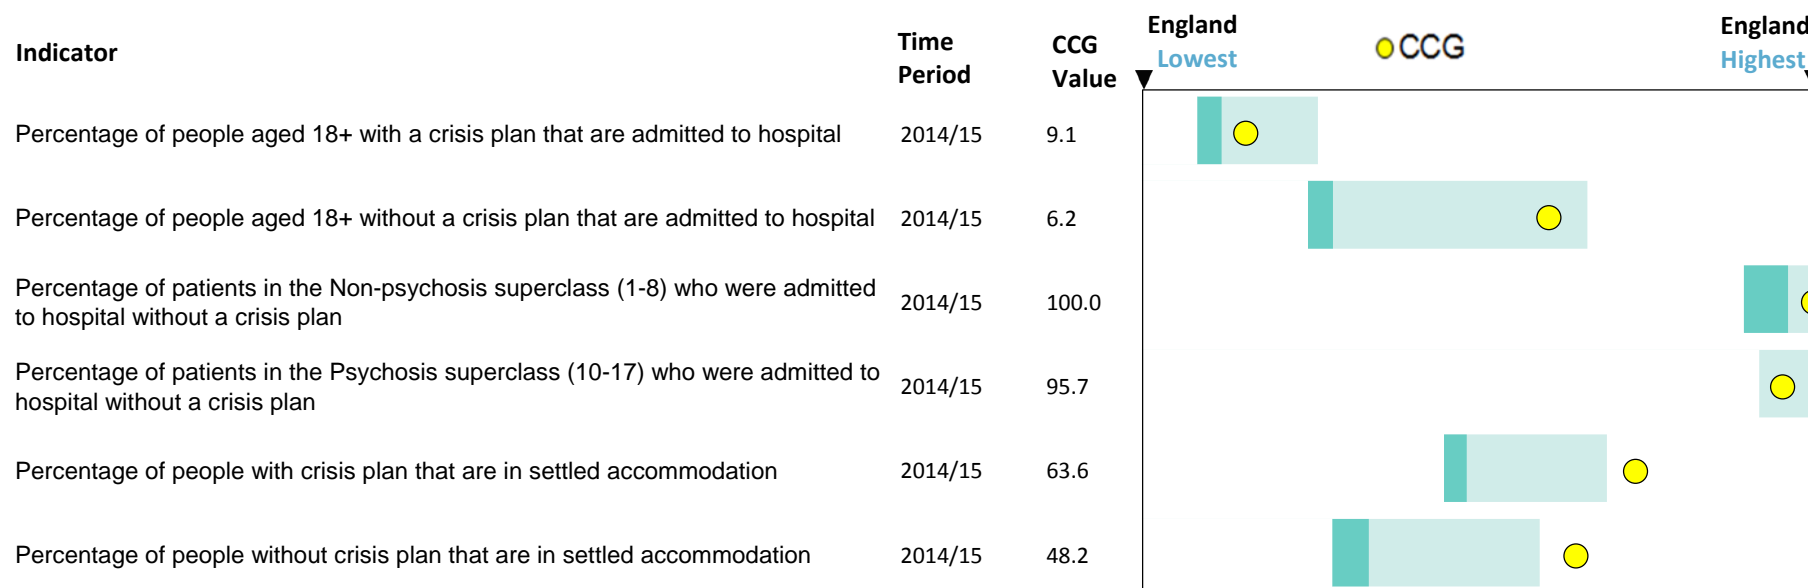 Indicator
Time
Period
CCG
Value
England
Lowest
CCG
England
Highest
Percentage of people aged 18+ with a crisis plan that are admitted to hospital 2014/15 9.1
Percentage of people aged 18+ without a crisis plan that are admitted to hospital 2014/15 6.2
Percentage of patients in the Non-psychosis superclass (1-8) who were admitted
to hospital without a crisis plan 2014/15 100.0
Percentage of patients in the Psychosis superclass (10-17) who were admitted to
hospital without a crisis plan 2014/15 95.7
Percentage of people with crisis plan that are in settled accommodation 2014/15 63.6
Percentage of people without crisis plan that are in settled accommodation 2014/15 48.2